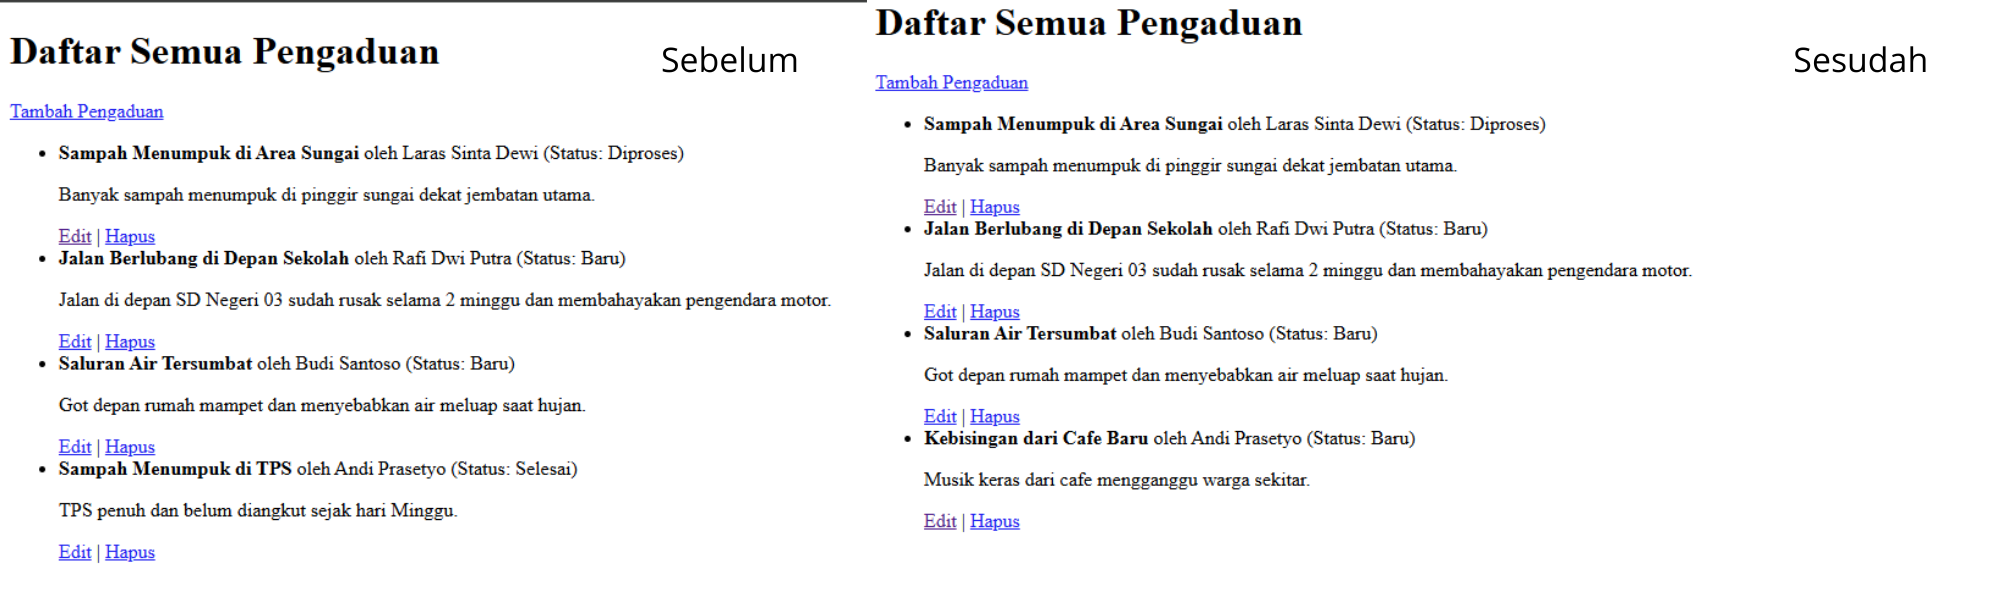 Daftar Semua Pengaduan
Sebelum
Tambah Pengaduan
Sampah Menumpuk di Area Sungai oleh Laras Sinta Dewi (Status: Diproses)
Banyak sampah menumpuk di pinggir sungai dekat jembatan utama.
Edit | Hapus
Jalan Berlubang di Depan Sekolah oleh Rafi Dwi Putra (Status: Baru)
Jalan di depan SD Negeri 03 sudah rusak selama 2 minggu dan membahayakan pengendara motor.
Edit | Hapus
Saluran Air Tersumbat oleh Budi Santoso (Status: Baru)
Got depan rumah mampet dan menyebabkan air meluap saat hujan.
Edit | Hapus
Sampah Menumpuk di TPS oleh Andi Prasetyo (Status: Selesai)
TPS penuh dan belum diangkut sejak hari Minggu.
Edit | Hapus
Daftar Semua Pengaduan
Sesudah
Tambah Pengaduan
Sampah Menumpuk di Area Sungai oleh Laras Sinta Dewi (Status: Diproses)
Banyak sampah menumpuk di pinggir sungai dekat jembatan utama.
Edit | Hapus
Jalan Berlubang di Depan Sekolah oleh Rafi Dwi Putra (Status: Baru)
Jalan di depan SD Negeri 03 sudah rusak selama 2 minggu dan membahayakan pengendara motor.
Edit | Hapus
Saluran Air Tersumbat oleh Budi Santoso (Status: Baru)
Got depan rumah mampet dan menyebabkan air meluap saat hujan.
Edit | Hapus
Kebisingan dari Cafe Baru oleh Andi Prasetyo (Status: Baru)
Musik keras dari cafe mengganggu warga sekitar.
Edit | Hapus